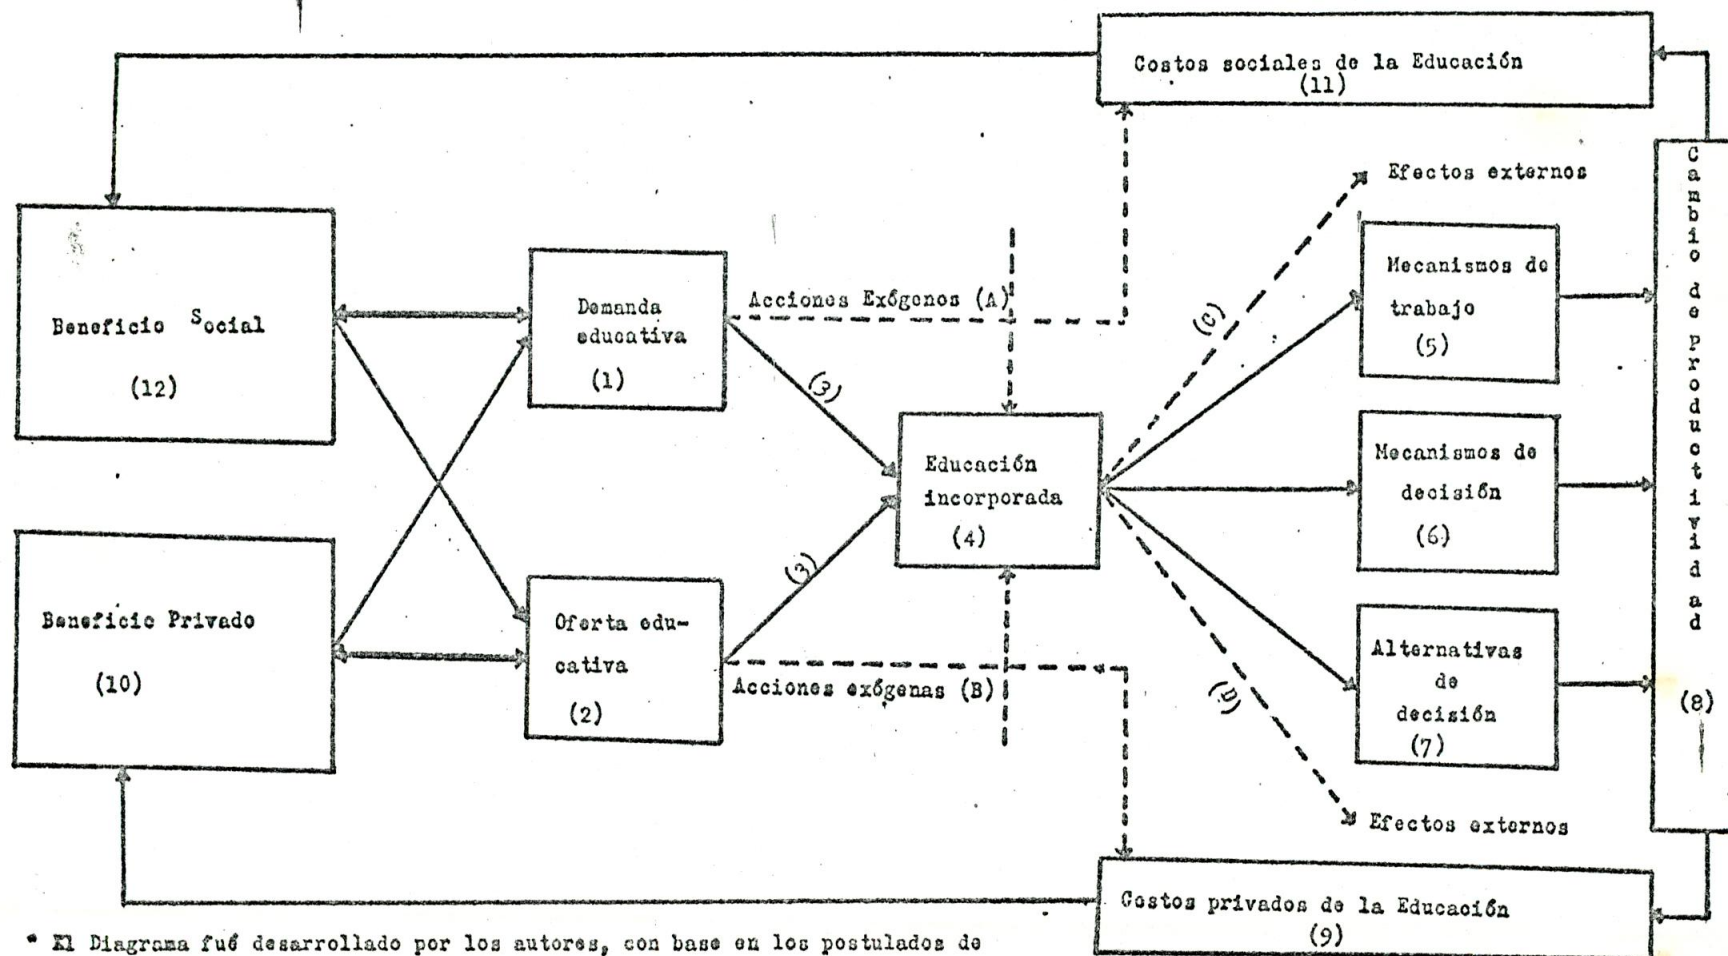 Costos sociales de la Educación
(11)
Efectos externos
Beneficio Social
(12)
Demanda
educativa
(1)
Acciones Exógenos (A)
(3)
(c)
Mecanismos de
trabajo
(5)
Educación
incorporada
(4)
Mecanismos de
decisión
(6)
Cambio de Productividad
(8)
Beneficio Privado
(10)
Oferta edu-
cativa
(2)
(3)
Acciones exógenas (B)
Alternativas
de
decisión
(7)
Efectos externos
Costos privados de la Educación
(9)
* El Diagrama fué desarrollado por los autores, con base en los postulados de